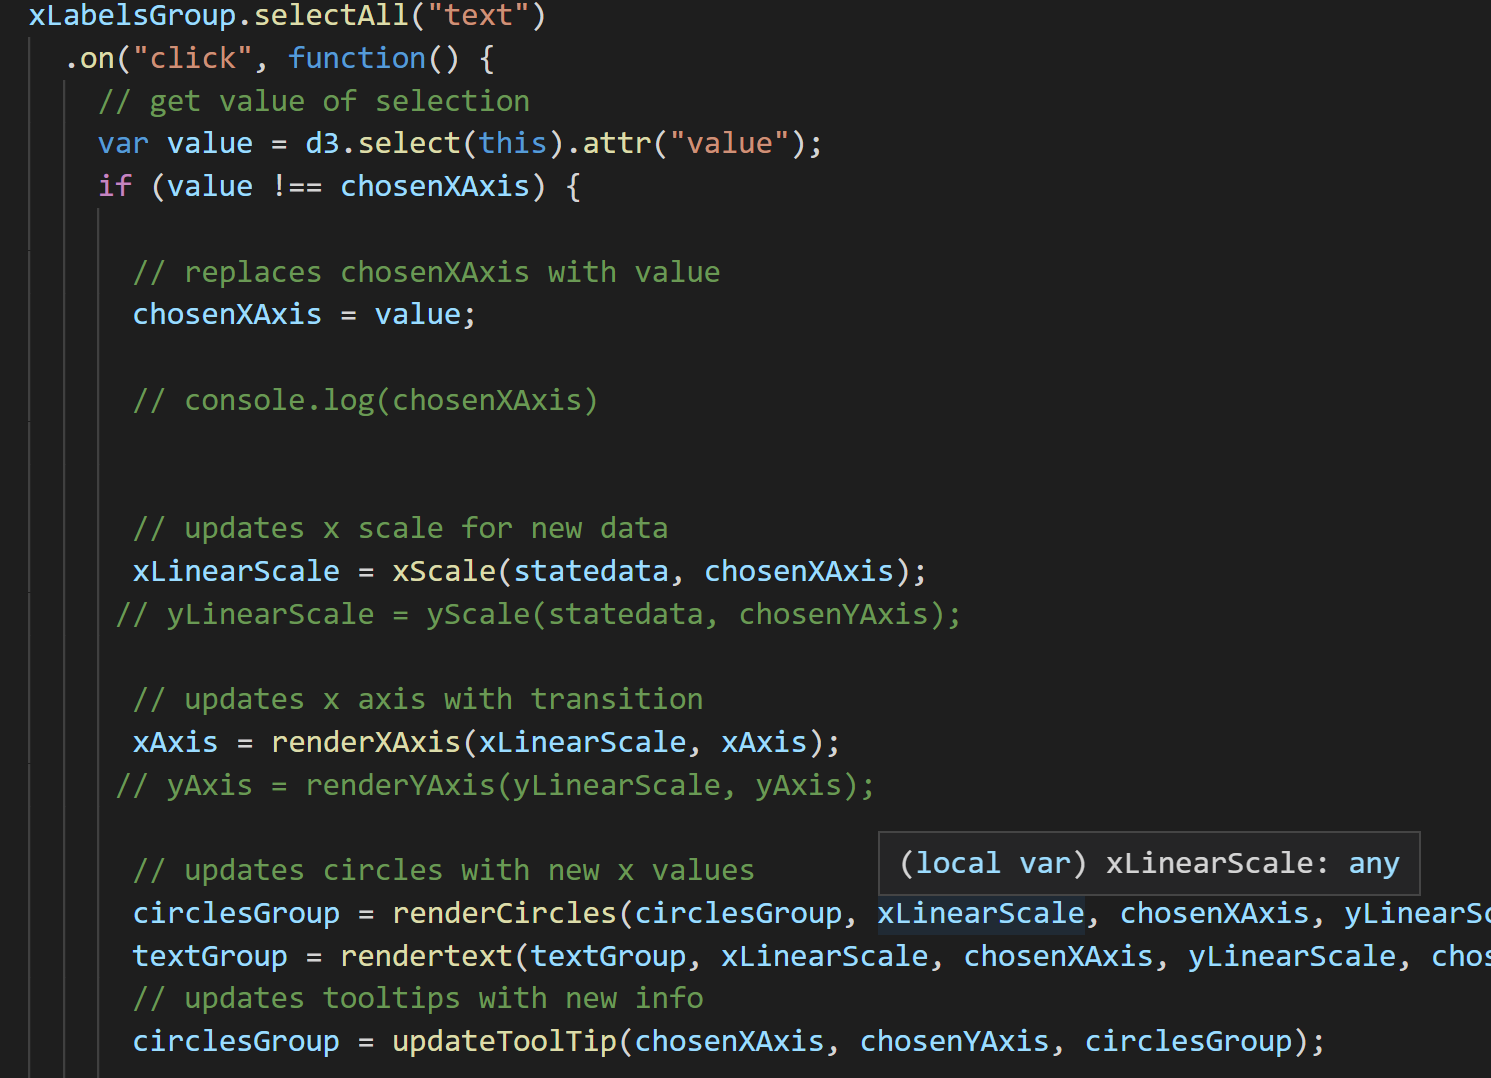 xLabelsGroup.selectAll("text")
.on("click", function() {
// get value of selection
var value = d3.select(this).attr("value");
if (value !== chosenXAxis) {
// replaces chosenXAxis with value
chosenXAxis = value;
// console.log(chosenXAxis)
// updates x scale for new data
xLinearScale = xScale(statedata, chosenXAxis);
// yLinearScale = yScale(statedata, chosenYAxis);
// updates x axis with transition
xAxis = renderXAxis(xLinearScale, xAxis);
// yAxis = renderYAxis(yLinearScale, yAxis);
(local var) xLinearScale: any
// updates circles with new x values
circlesGroup = renderCircles(circlesGroup, xLinearScale, chosenXAxis, yLinearSc
textGroup = rendertext(textGroup, xLinearScale, chosenXAxis, yLinearScale, chos
// updates tooltips with new info
circlesGroup = updateToolTip(chosenXAxis, chosenYAxis, circlesGroup);